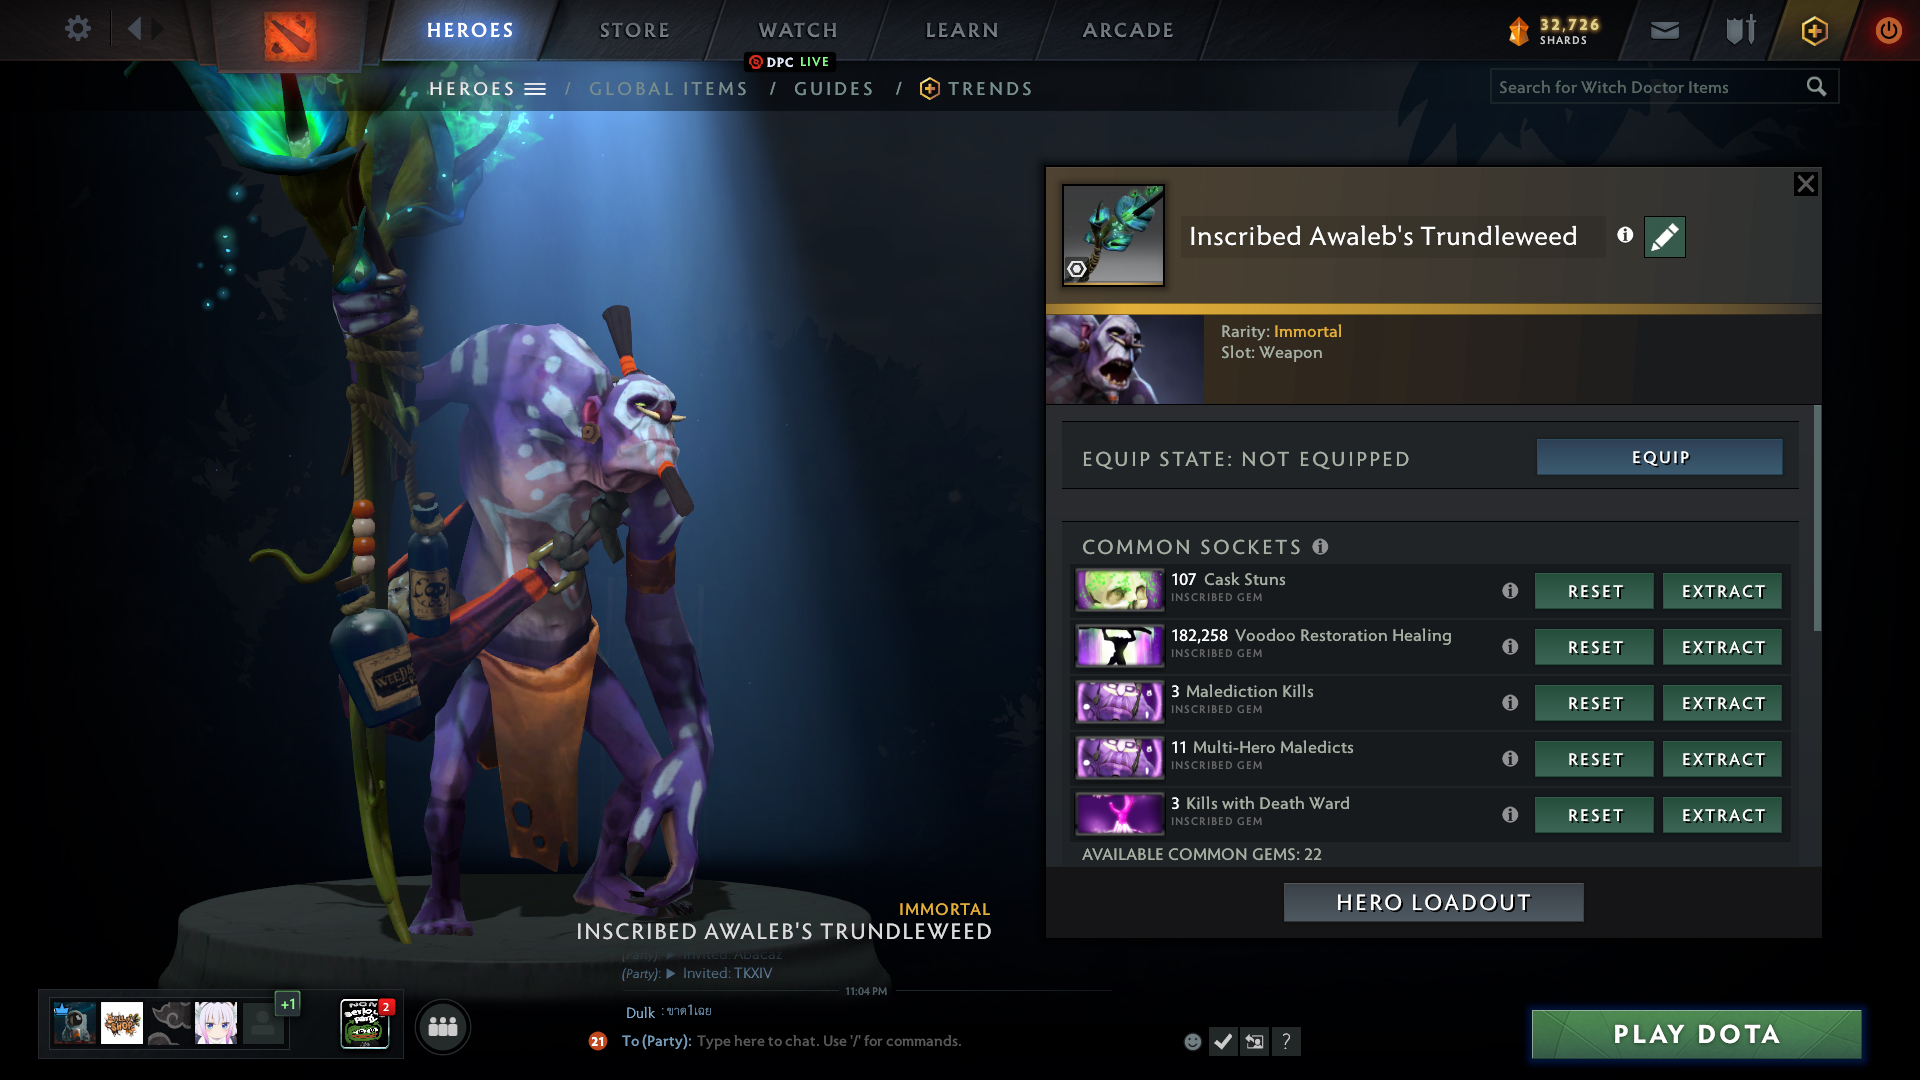 HEROES
STORE
WATCH
LEARN
ARCADE
32,726
SHARDS
DPC LIVE
HEROES / GLOBAL ITEMS / GUIDES / TRENDS
Search for Witch Doctor Items
Inscribed Awaleb's Trundleweed
Rarity: Immortal
Slot: Weapon
EQUIP STATE: NOT EQUIPPED
EQUIP
COMMON SOCKETS
107 Cask Stuns
INSCRIBED GEM
RESET
EXTRACT
182,258 Voodoo Restoration Healing
INSCRIBED GEM
RESET
EXTRACT
3 Malediction Kills
INSCRIBED GEM
RESET
EXTRACT
11 Multi-Hero Maledicts
INSCRIBED GEM
RESET
EXTRACT
3 Kills with Death Ward
INSCRIBED GEM
RESET
EXTRACT
AVAILABLE COMMON GEMS: 22
HERO LOADOUT
IMMORTAL
INSCRIBED AWALEB'S TRUNDLEWEED
(Party): Invited: Abacaz
(Party): Invited: TKXIV
11:04 PM
Dulk : ขาด1เฉย
21
To (Party): Type here to chat. Use '/' for commands.
?
+1
2
PLAY DOTA